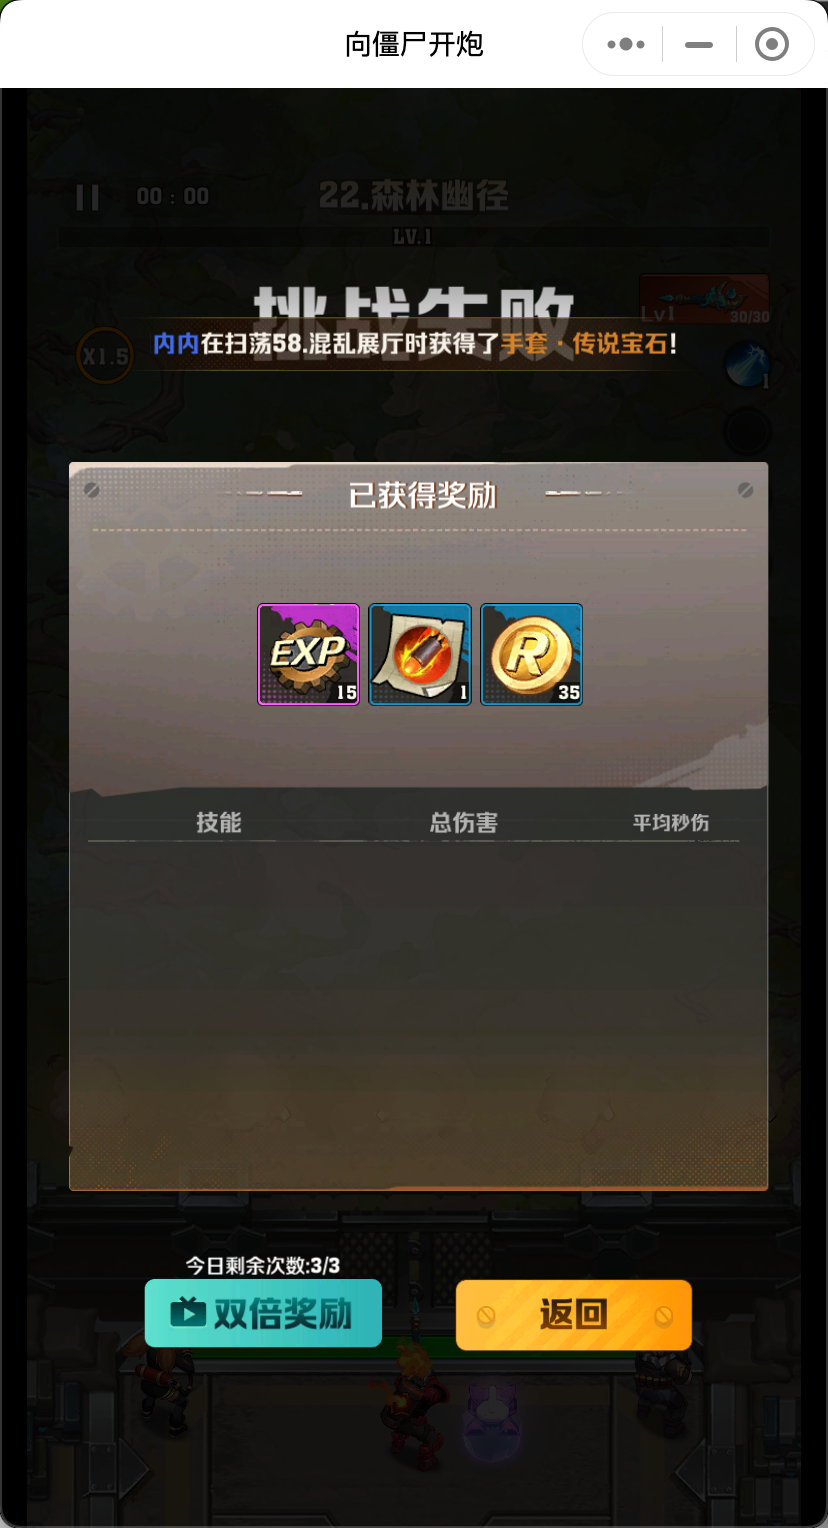 向僵尸开炮
00 : 00
22.森林幽径
LV.1
挑战失败
Lv1
30/30
X1.5
内内在扫荡58.混乱展厅时获得了手套·传说宝石!
1
已获得奖励
EXP
15
1
R
35
技能 总伤害 平均秒伤
今日剩余次数:3/3
双倍奖励
返回